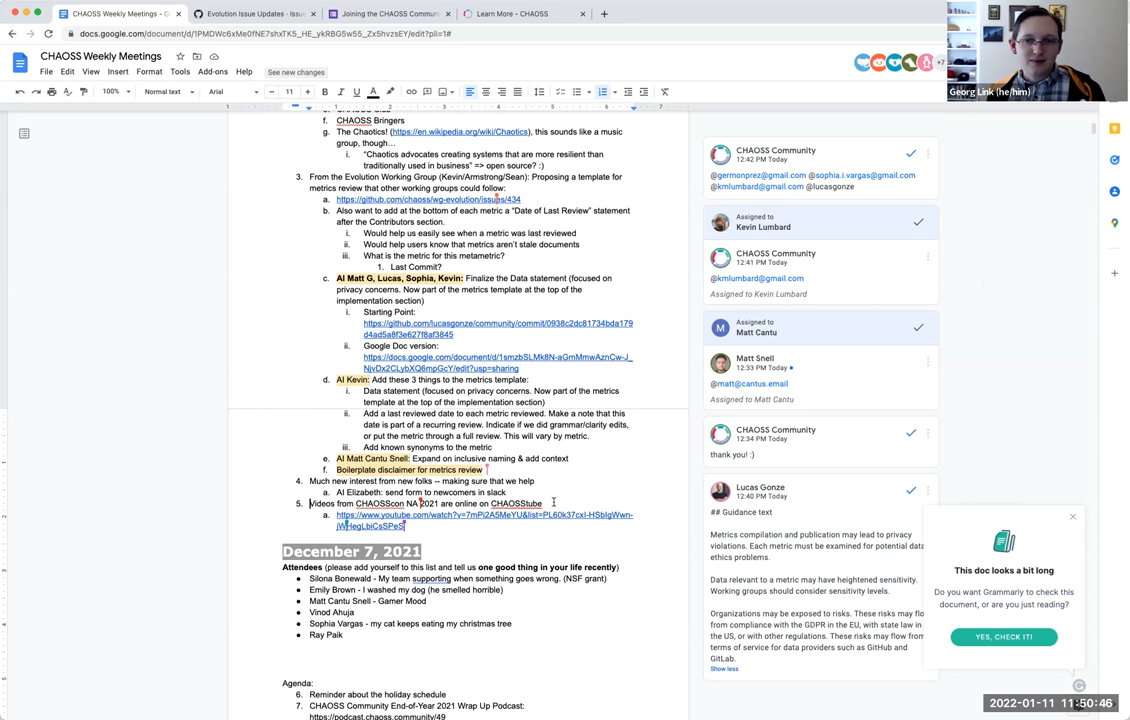 CHAOSS Weekly Meetings - G
Evolution Issue Updates · Issu
Joining the CHAOSS Commun
Learn More - CHAOSS
docs.google.com/document/d/1PMDWc6xMe0fNE7shxTK5_HE_ykRBG5w55_Zx5hvzsEY/edit?pli=1#
Georg Link (he/him)
CHAOSS Weekly Meetings
File Edit View Insert Format Tools Add-ons Help See new changes
+7
100% Normal text Arial 11
f. CHAOSS Bringers
g. The Chaotics! (https://en.wikipedia.org/wiki/Chaotics), this sounds like a music
group, though…
i. "Chaotics advocates creating systems that are more resilient than
traditionally used in business" => open source? :)
3. From the Evolution Working Group (Kevin/Armstrong/Sean): Proposing a template for
metrics review that other working groups could follow:
a. https://github.com/chaoss/wg-evolution/issues/434
b. Also want to add at the bottom of each metric a "Date of Last Review" statement
after the Contributors section.
i. Would help us easily see when a metric was last reviewed
ii. Would help users know that metrics aren't stale documents
iii. What is the metric for this metametric?
1. Last Commit?
c. AI Matt G, Lucas, Sophia, Kevin: Finalize the Data statement (focused on
privacy concerns. Now part of the metrics template at the top of the
implementation section)
i. Starting Point:
https://github.com/lucasgonze/community/commit/0938c2dc81734bda179
d4ad5a8f3e627f8af3845
ii. Google Doc version:
https://docs.google.com/document/d/1smzbSLMk8N-aGmMmwAznCw-J_
NjvDx2CLybXQ6mpGcY/edit?usp=sharing
d. AI Kevin: Add these 3 things to the metrics template:
i. Data statement (focused on privacy concerns. Now part of the metrics
template at the top of the implementation section)
ii. Add a last reviewed date to each metric reviewed. Make a note that this
date is part of a recurring review. Indicate if we did grammar/clarity edits,
or put the metric through a full review. This will vary by metric.
iii. Add known synonyms to the metric
e. AI Matt Cantu Snell: Expand on inclusive naming & add context
f. Boilerplate disclaimer for metrics review
4. Much new interest from new folks -- making sure that we help
a. AI Elizabeth: send form to newcomers in slack
5. Videos from CHAOSScon NA 2021 are online on CHAOSStube
a. https://www.youtube.com/watch?v=7mPi2A5MeYU&list=PL60k37cxI-HSbIgWwn-
jWHegLbiCsSPeS
December 7, 2021
Attendees (please add yourself to this list and tell us one good thing in your life recently)
● Silona Bonewald - My team supporting when something goes wrong. (NSF grant)
● Emily Brown - I washed my dog (he smelled horrible)
● Matt Cantu Snell - Gamer Mood
● Vinod Ahuja
● Sophia Vargas - my cat keeps eating my christmas tree
● Ray Paik
Agenda:
6. Reminder about the holiday schedule
7. CHAOSS Community End-of-Year 2021 Wrap Up Podcast:
https://podcast.chaoss.community/49
CHAOSS Community
12:42 PM Today
@germonprez@gmail.com @sophia.i.vargas@gmail.com
@kmlumbard@gmail.com @lucasgonze
Assigned to
Kevin Lumbard
CHAOSS Community
12:41 PM Today
@kmlumbard@gmail.com
Assigned to Kevin Lumbard
M
Assigned to
Matt Cantu
Matt Snell
12:33 PM Today
@matt@cantus.email
Assigned to Matt Cantu
CHAOSS Community
12:34 PM Today
thank you! :)
Lucas Gonze
12:40 PM Today
## Guidance text
Metrics compilation and publication may lead to privacy
violations. Each metric must be examined for potential data
ethics problems.
Data relevant to a metric may have heightened sensitivity.
Working groups should consider sensitivity levels.
Organizations may be exposed to risks. These risks may flo
from compliance with the GDPR in the EU, with state law in
the US, or with other regulations. These risks may flow from
terms of service for data providers such as GitHub and
GitLab.
Show less
This doc looks a bit long
Do you want Grammarly to check this
document, or are you just reading?
YES, CHECK IT!
2022-01-11 11:50:46